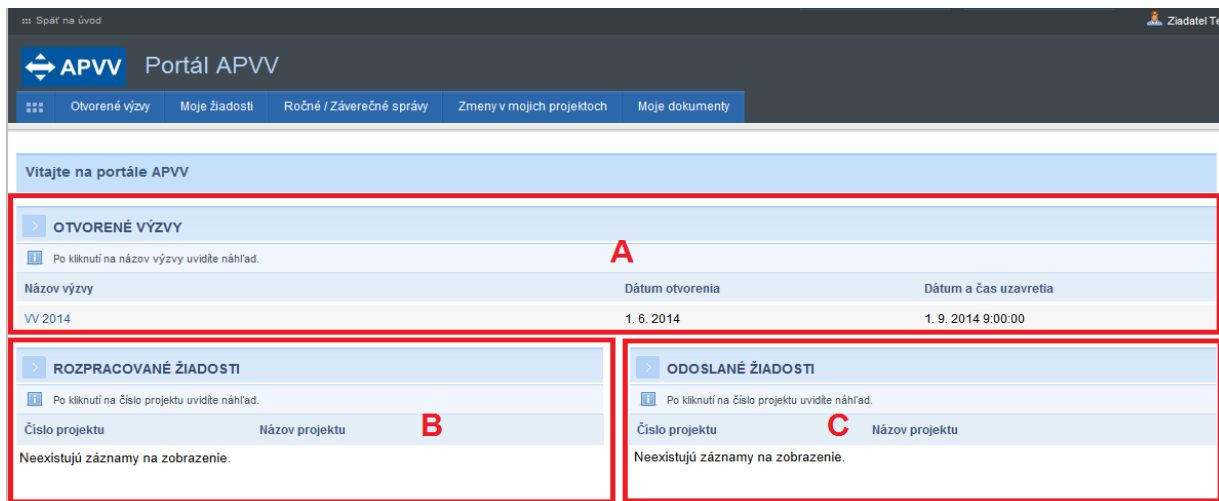 Späť na úvod
Ziadatel Te
APVV Portál APVV
Otvorené výzvy Moje žiadosti Ročné / Záverečné správy Zmeny v mojich projektoch Moje dokumenty
Vitajte na portále APVV
OTVORENÉ VÝZVY
A
Po kliknutí na názov výzvy uvidíte náhľad.
Názov výzvy Dátum otvorenia Dátum a čas uzavretia
VV 2014 1. 6. 2014 1. 9. 2014 9:00:00
ROZPRACOVANÉ ŽIADOSTI
Po kliknutí na číslo projektu uvidíte náhľad.
Číslo projektu Názov projektu B
Neexistujú záznamy na zobrazenie.
ODOSLANÉ ŽIADOSTI
Po kliknutí na číslo projektu uvidíte náhľad.
Číslo projektu C Názov projektu
Neexistujú záznamy na zobrazenie.